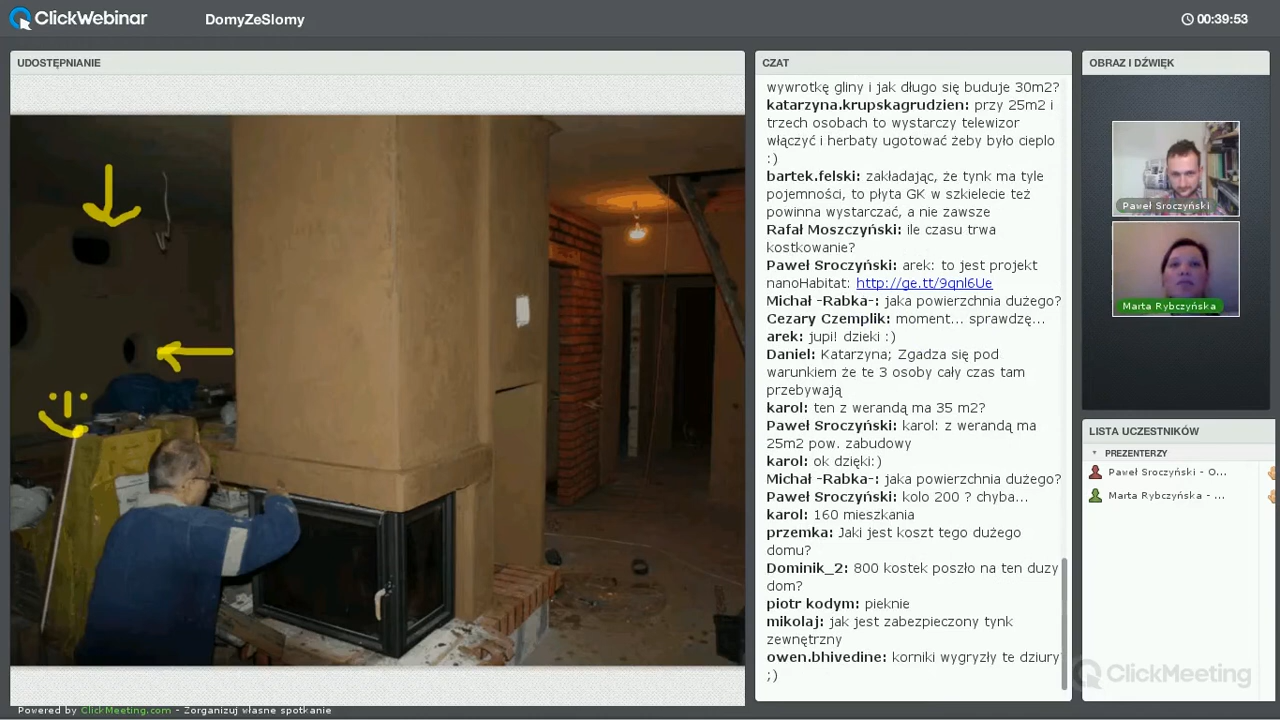 ClickWebinar
DomyZeSlomy
00:39:53
UDOSTĘPNIANIE
CZAT
wywrotkę gliny i jak długo się buduje 30m2?
katarzyna.krupskagrudzien: przy 25m2 i
trzech osobach to wystarczy telewizor
włączyć i herbaty ugotować żeby było cieplo
:)
bartek.felski: zakładając, że tynk ma tyle
pojemności, to płyta GK w szkielecie też
powinna wystarczać, a nie zawsze
Rafał Moszczyński: ile czasu trwa
kostkowanie?
Paweł Sroczyński: arek: to jest projekt
nanoHabitat: http://ge.tt/9qnl6Ue
Michał -Rabka-: jaka powierzchnia dużego?
Cezary Czemplik: moment... sprawdzę...
arek: jupi! dzieki :)
Daniel: Katarzyna; Zgadza się pod
warunkiem że te 3 osoby cały czas tam
przebywają
karol: ten z werandą ma 35 m2?
Paweł Sroczyński: karol: z werandą ma
25m2 pow. zabudowy
karol: ok dzięki:)
Michał -Rabka-: jaka powierzchnia dużego?
Paweł Sroczyński: kolo 200 ? chyba...
karol: 160 mieszkania
przemka: Jaki jest koszt tego dużego
domu?
Dominik_2: 800 kostek poszło na ten duzy
dom?
piotr kodym: pieknie
mikolaj: jak jest zabezpieczony tynk
zewnętrzny
owen.bhivedine: korniki wygryzły te dziury
;)
OBRAZ I DŹWIĘK
Paweł Sroczyński
Marta Rybczyńska
LISTA UCZESTNIKÓW
PREZENTERZY
Paweł Sroczyński - O...
Marta Rybczyńska - ...
ClickMeeting
Powered by ClickMeeting.com - Zorganizuj własne spotkanie